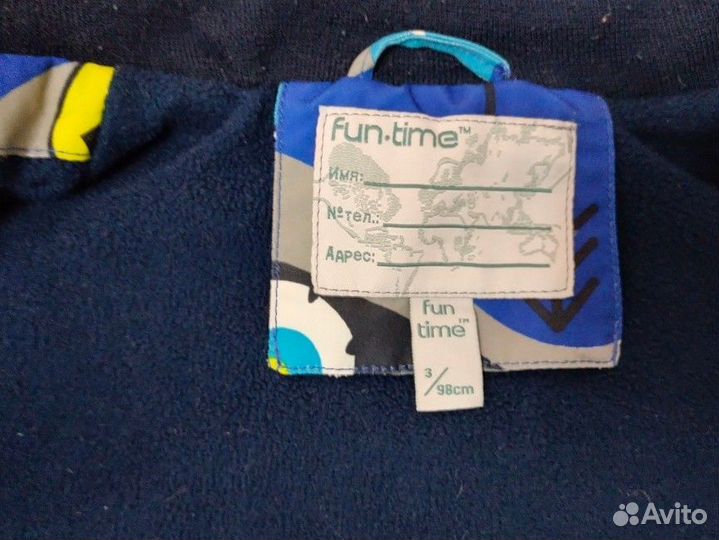 fun·time™
Имя:
№ тел.:
Адрес:
fun
time™
3/98cm
Avito